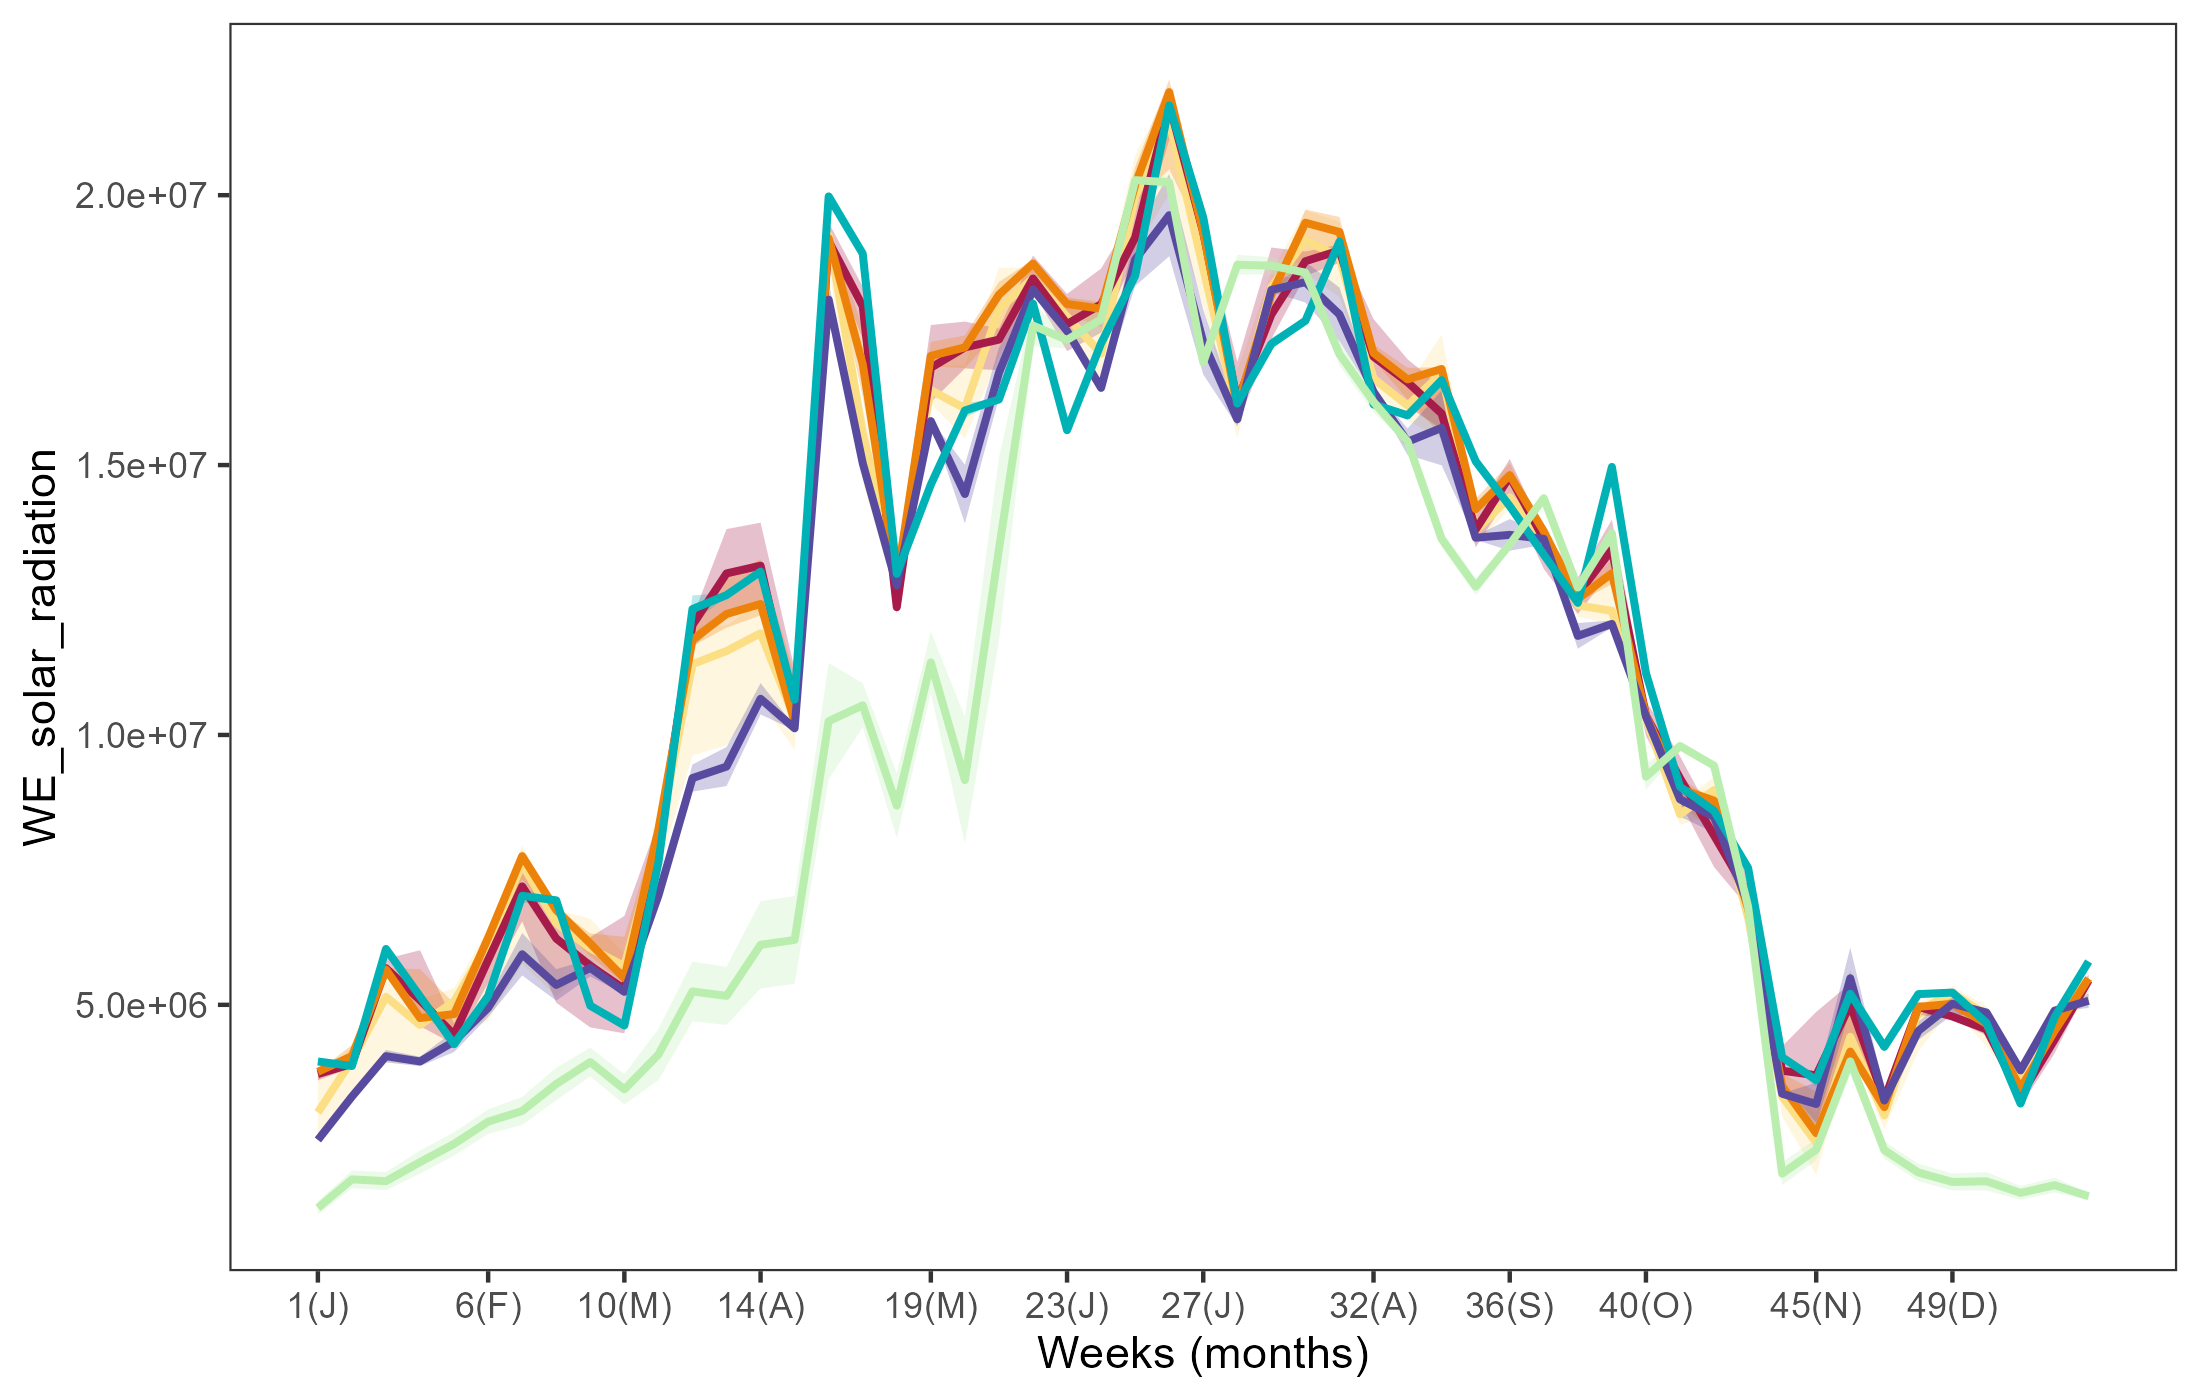 WE_solar_radiation
2.0e+07
1.5e+07
1.0e+07
5.0e+06
1(J) 6(F) 10(M) 14(A) 19(M) 23(J) 27(J) 32(A) 36(S) 40(O) 45(N) 49(D)
Weeks (months)